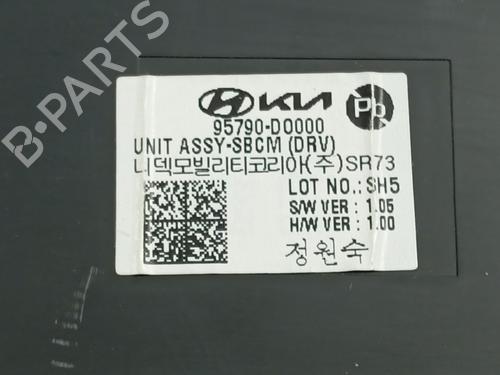 B-PARTS
KIA
Pb
95790-D0000
UNIT ASSY-SBCM (DRV)
니덱모빌리티코리아(주)SR73
LOT NO.: SH5
S/W VER : 1.05
H/W VER : 1.00
정원숙